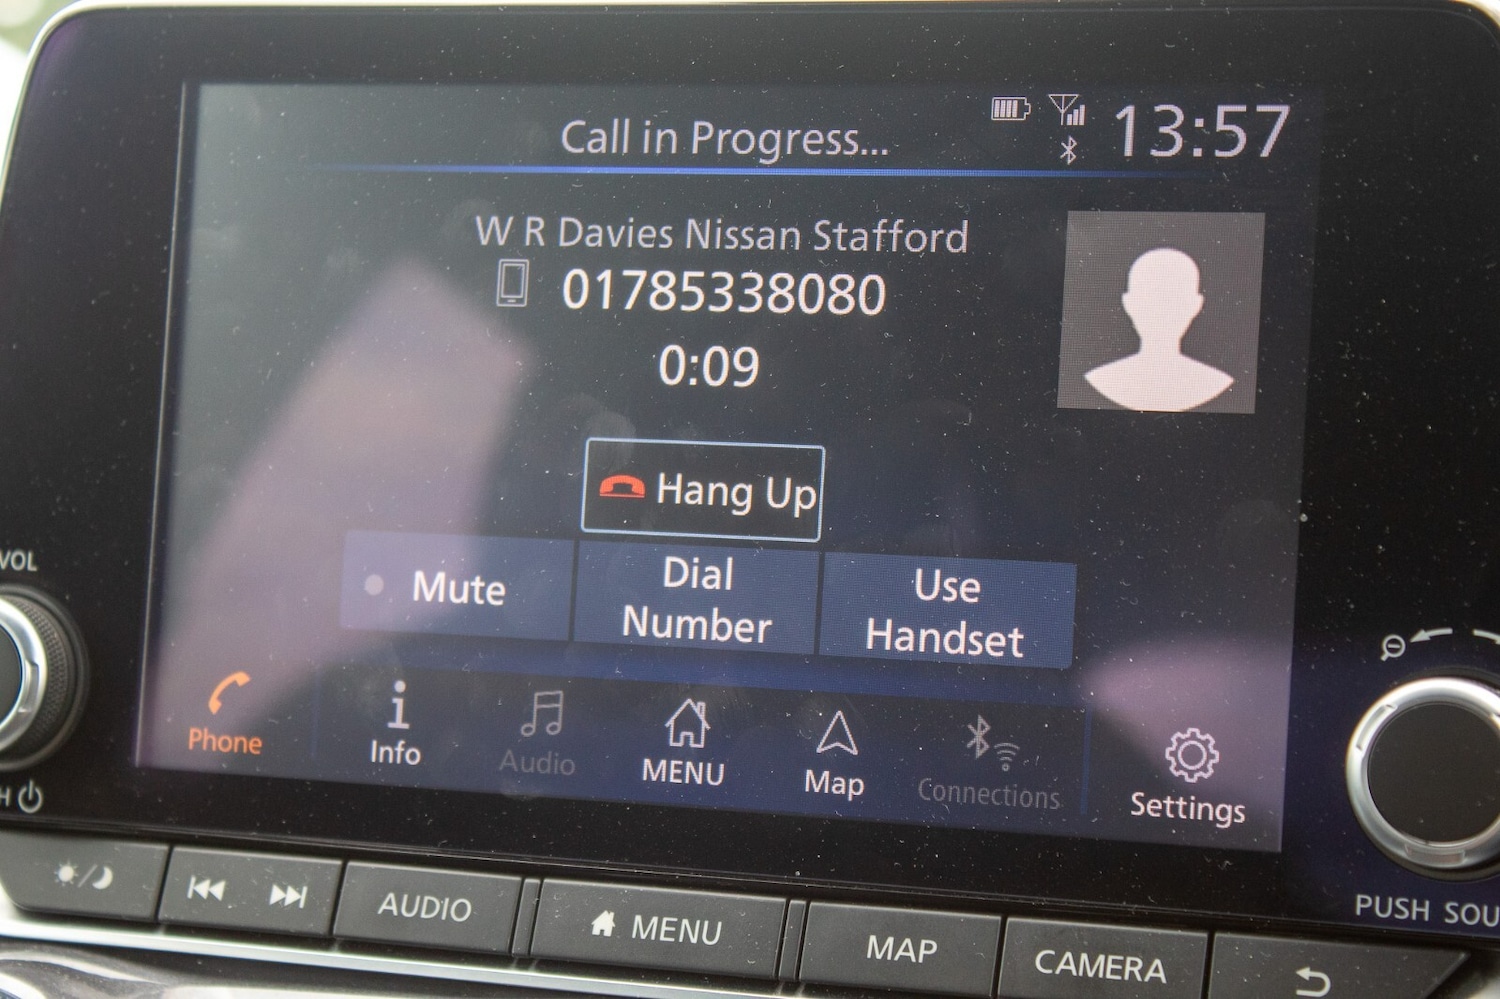 Call in Progress...
13:57
W R Davies Nissan Stafford
01785338080
0:09
Hang Up
Mute
Dial
Number
Use
Handset
Phone
Info
Audio
MENU
Map
Connections
Settings
VOL
PUSH SOU
AUDIO
MENU
MAP
CAMERA